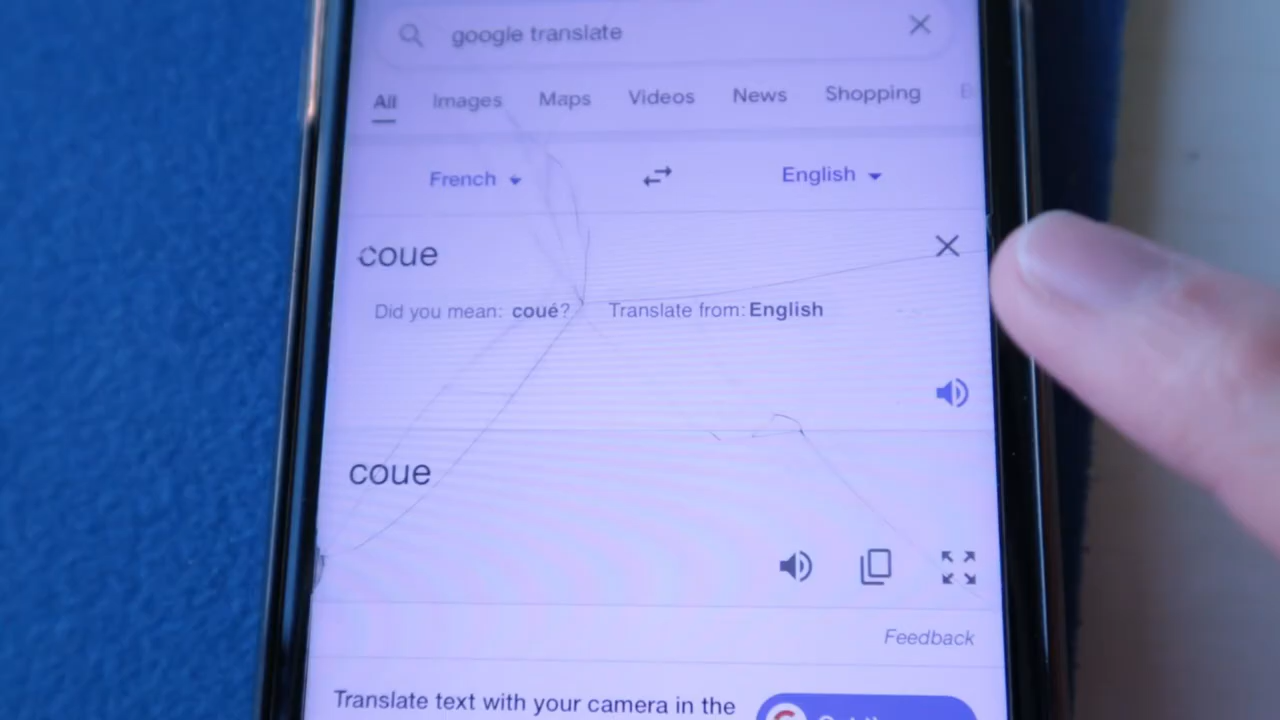 google translate
All Images Maps Videos News Shopping
French English
coue
Did you mean: coué? Translate from: English
coue
Feedback
Translate text with your camera in the